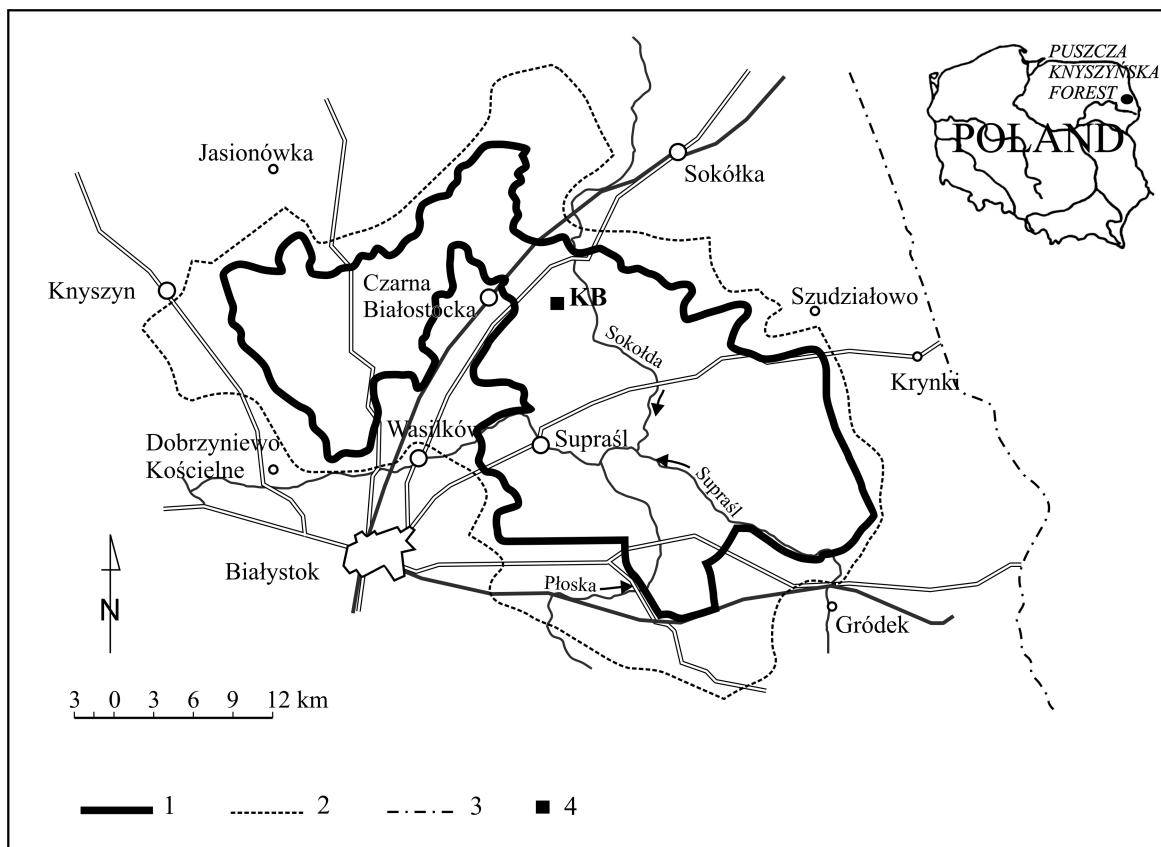 PUSZCZA
KNYSZYŃSKA
FOREST
POLAND
Jasionówka
Sokółka
Knyszyn
Czarna
Białostocka
KB
Szudziałowo
Sokołda
Krynki
Wasilków
Supraśl
Dobrzyniewo
Kościelne
Supraśl
Białystok
Płoska
Gródek
N
3 0 3 6 9 12 km
1 2 3 4